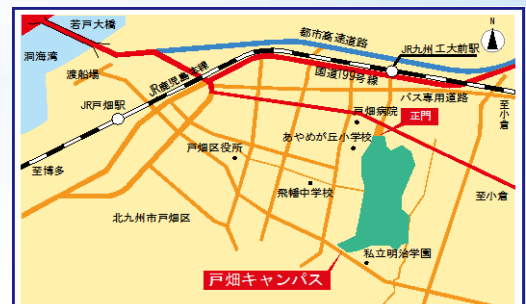 若戸大橋
N
都市高速道路
洞海湾
JR九州 工大前駅
渡船場
JR鹿児島本線
国道199号線
バス専用道路
JR戸畑駅
戸畑病院
至小倉
正門
あやめが丘小学校
戸畑区役所
至博多
飛幡中学校
至小倉
北九州市戸畑区
私立明治学園
戸畑キャンパス